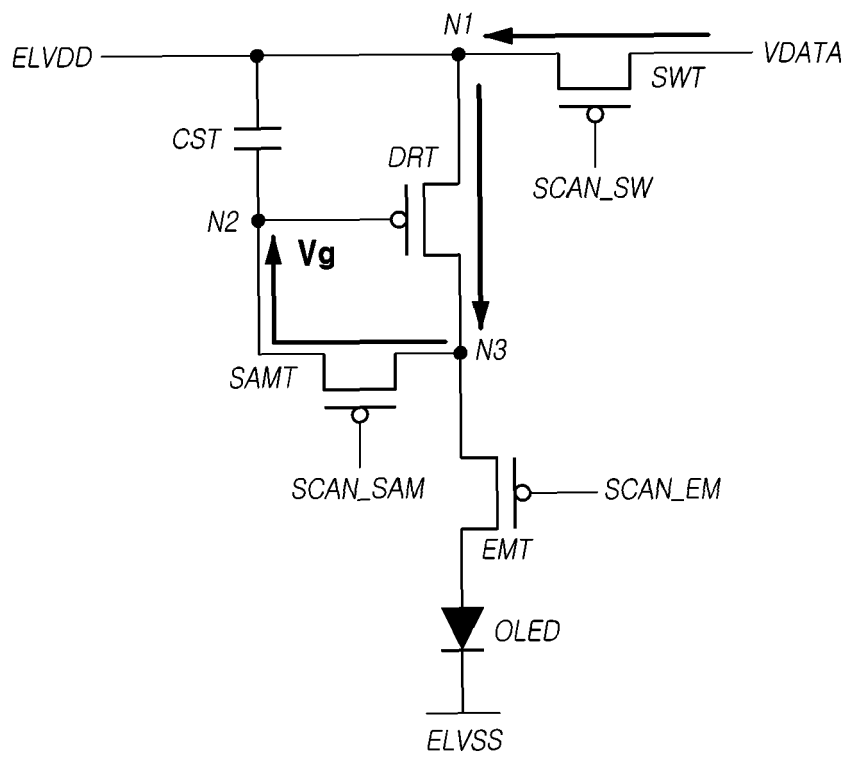 N1
ELVDD
VDATA
SWT
CST
DRT
SCAN_SW
N2
Vg
N3
SAMT
SCAN_SAM
SCAN_EM
EMT
OLED
ELVSS